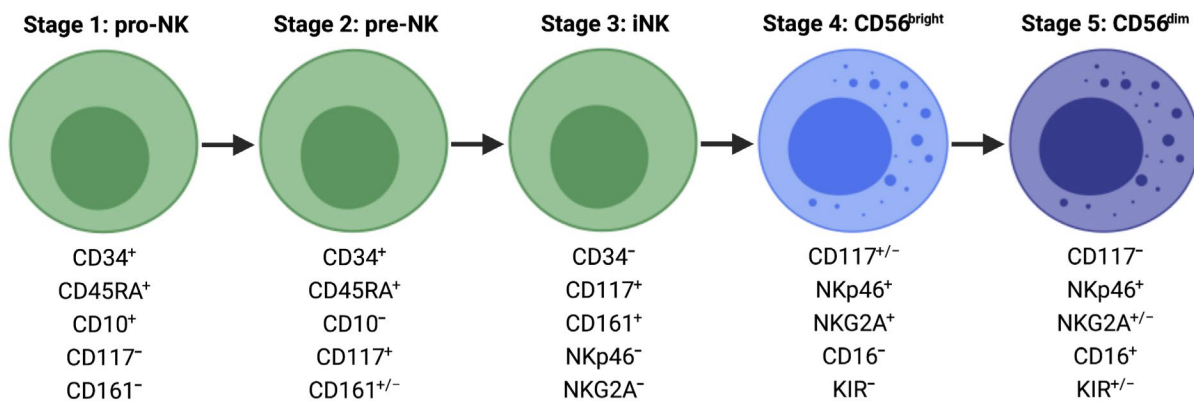 Stage 1: pro-NK
Stage 2: pre-NK
Stage 3: iNK
Stage 4: CD56bright
Stage 5: CD56dim
CD34⁺
CD45RA⁺
CD10⁺
CD117⁻
CD161⁻
CD34⁺
CD45RA⁺
CD10⁻
CD117⁺
CD161⁺/⁻
CD34⁻
CD117⁺
CD161⁺
NKp46⁻
NKG2A⁻
CD117⁺/⁻
NKp46⁺
NKG2A⁺
CD16⁻
KIR⁻
CD117⁻
NKp46⁺
NKG2A⁺/⁻
CD16⁺
KIR⁺/⁻